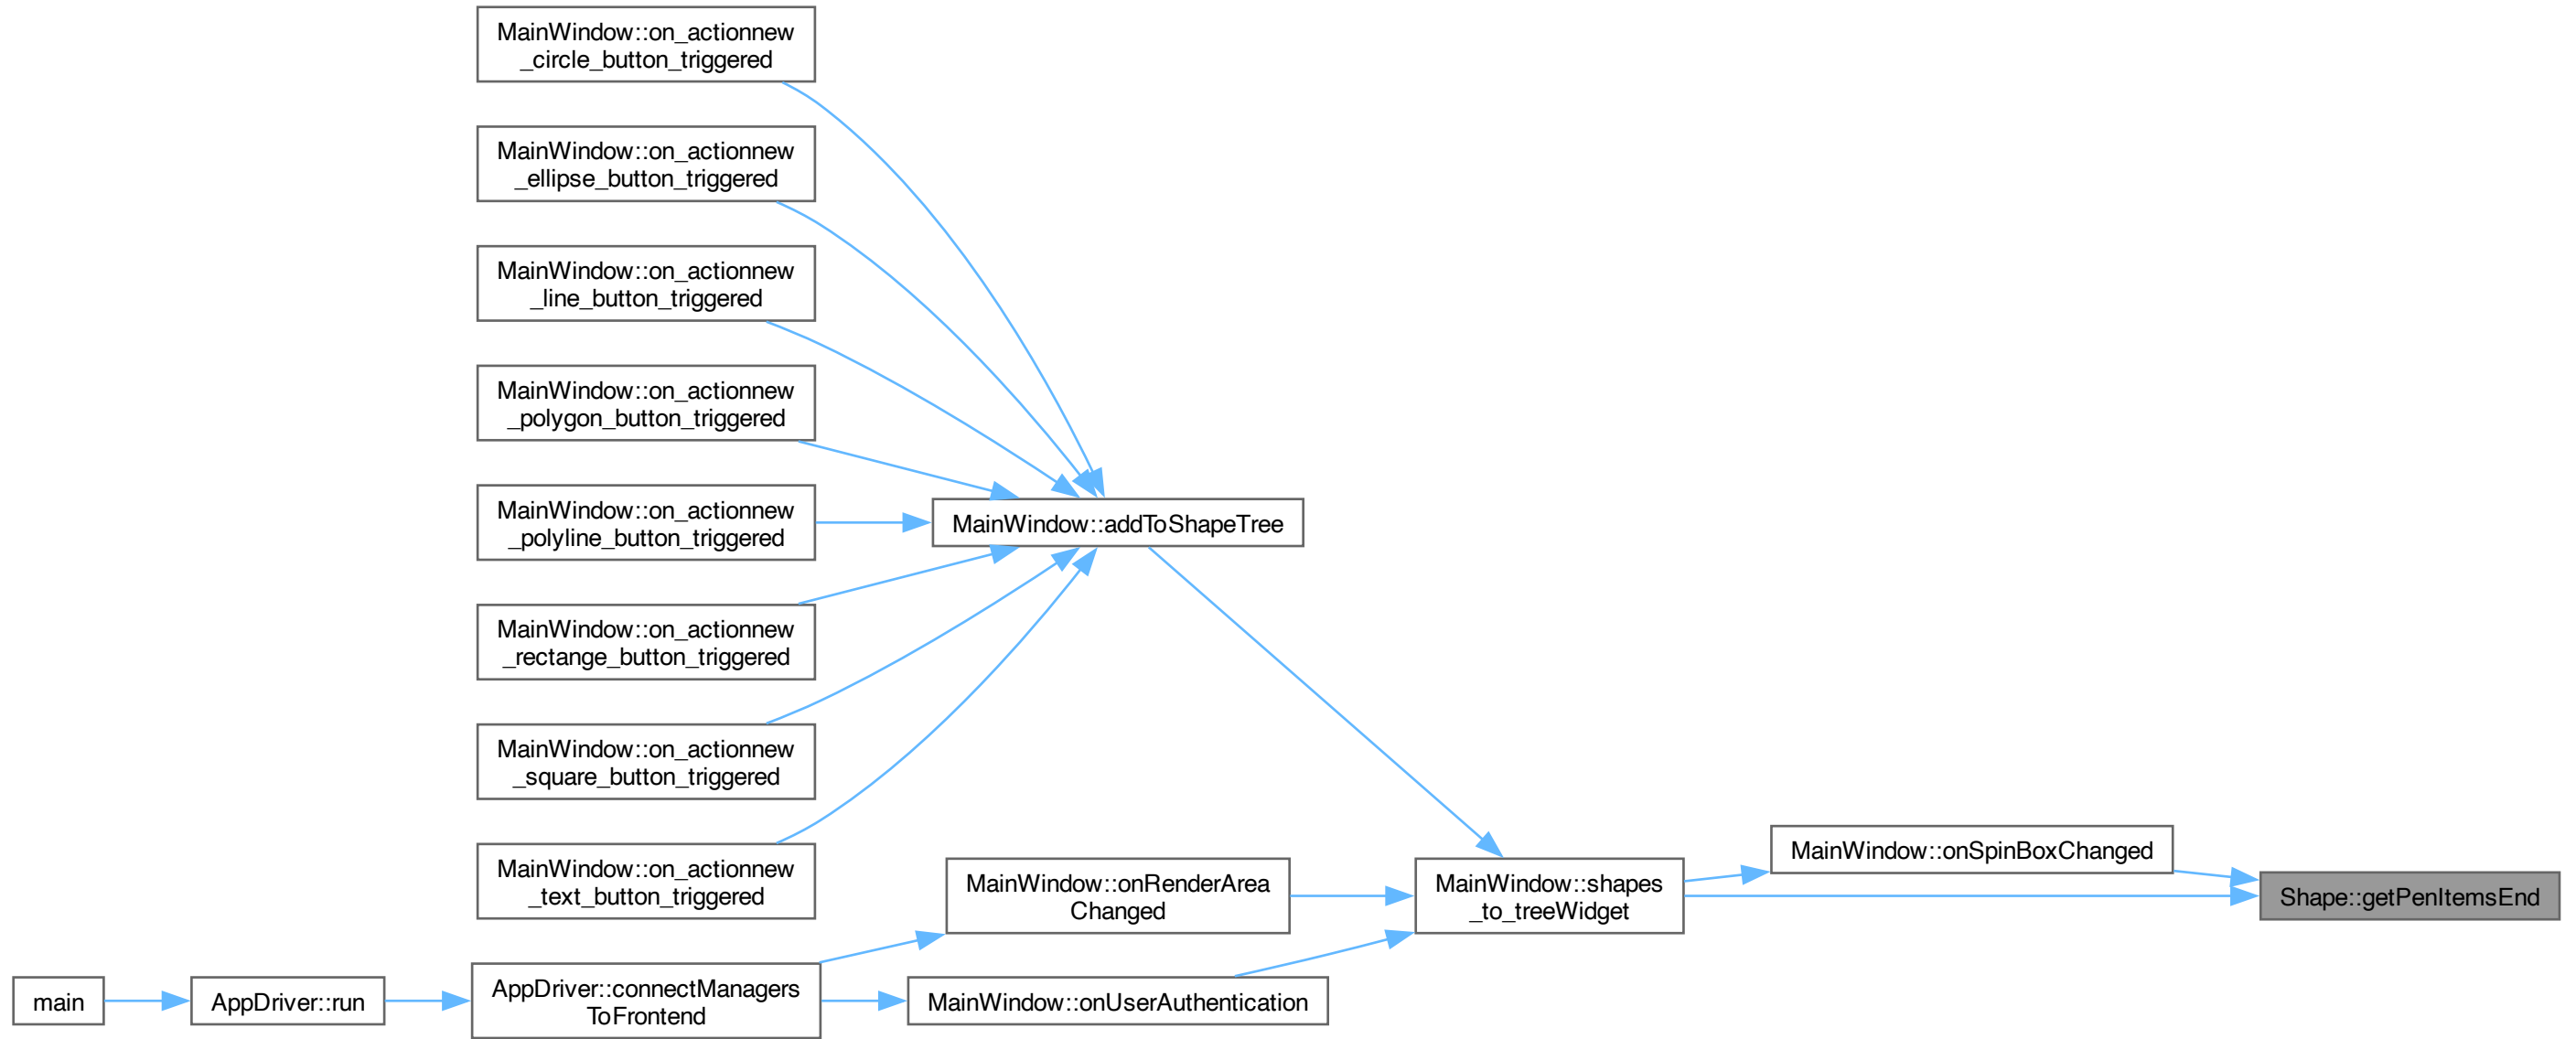 MainWindow::on_actionnew
_circle_button_triggered
MainWindow::on_actionnew
_ellipse_button_triggered
MainWindow::on_actionnew
_line_button_triggered
MainWindow::on_actionnew
_polygon_button_triggered
MainWindow::on_actionnew
_polyline_button_triggered
MainWindow::addToShapeTree
MainWindow::on_actionnew
_rectange_button_triggered
MainWindow::on_actionnew
_square_button_triggered
MainWindow::on_actionnew
_text_button_triggered
MainWindow::onRenderArea
Changed
MainWindow::shapes
_to_treeWidget
MainWindow::onSpinBoxChanged
Shape::getPenItemsEnd
main
AppDriver::run
AppDriver::connectManagers
ToFrontend
MainWindow::onUserAuthentication